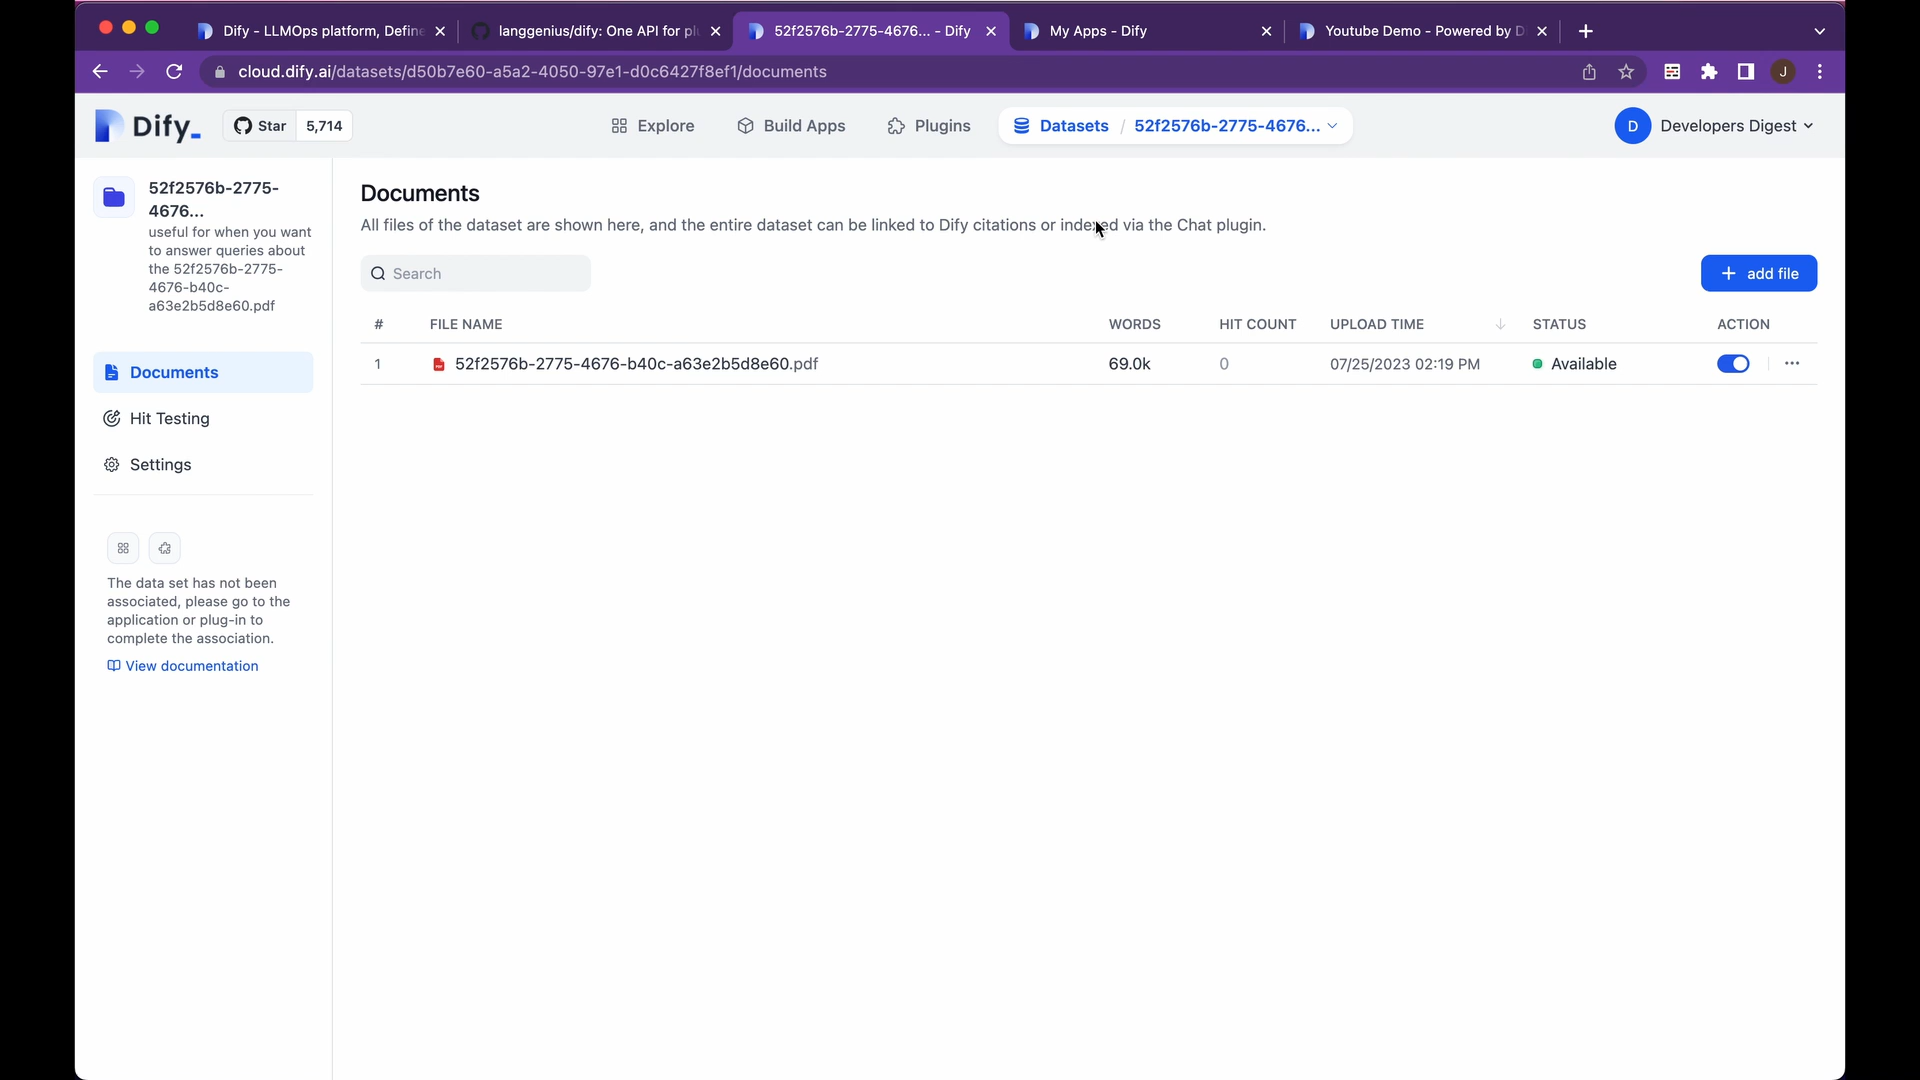 Dify - LLMOps platform, Define
langgenius/dify: One API for pl
52f2576b-2775-4676... - Dify
My Apps - Dify
Youtube Demo - Powered by D
cloud.dify.ai/datasets/d50b7e60-a5a2-4050-97e1-d0c6427f8ef1/documents
J
Dify_
Star 5,714
Explore
Build Apps
Plugins
Datasets / 52f2576b-2775-4676...
D Developers Digest
52f2576b-2775-
4676...
useful for when you want
to answer queries about
the 52f2576b-2775-
4676-b40c-
a63e2b5d8e60.pdf
Documents
Hit Testing
Settings
The data set has not been
associated, please go to the
application or plug-in to
complete the association.
View documentation
Documents
All files of the dataset are shown here, and the entire dataset can be linked to Dify citations or indexed via the Chat plugin.
Search
+ add file
# FILE NAME WORDS HIT COUNT UPLOAD TIME STATUS ACTION
1 52f2576b-2775-4676-b40c-a63e2b5d8e60.pdf 69.0k 0 07/25/2023 02:19 PM Available